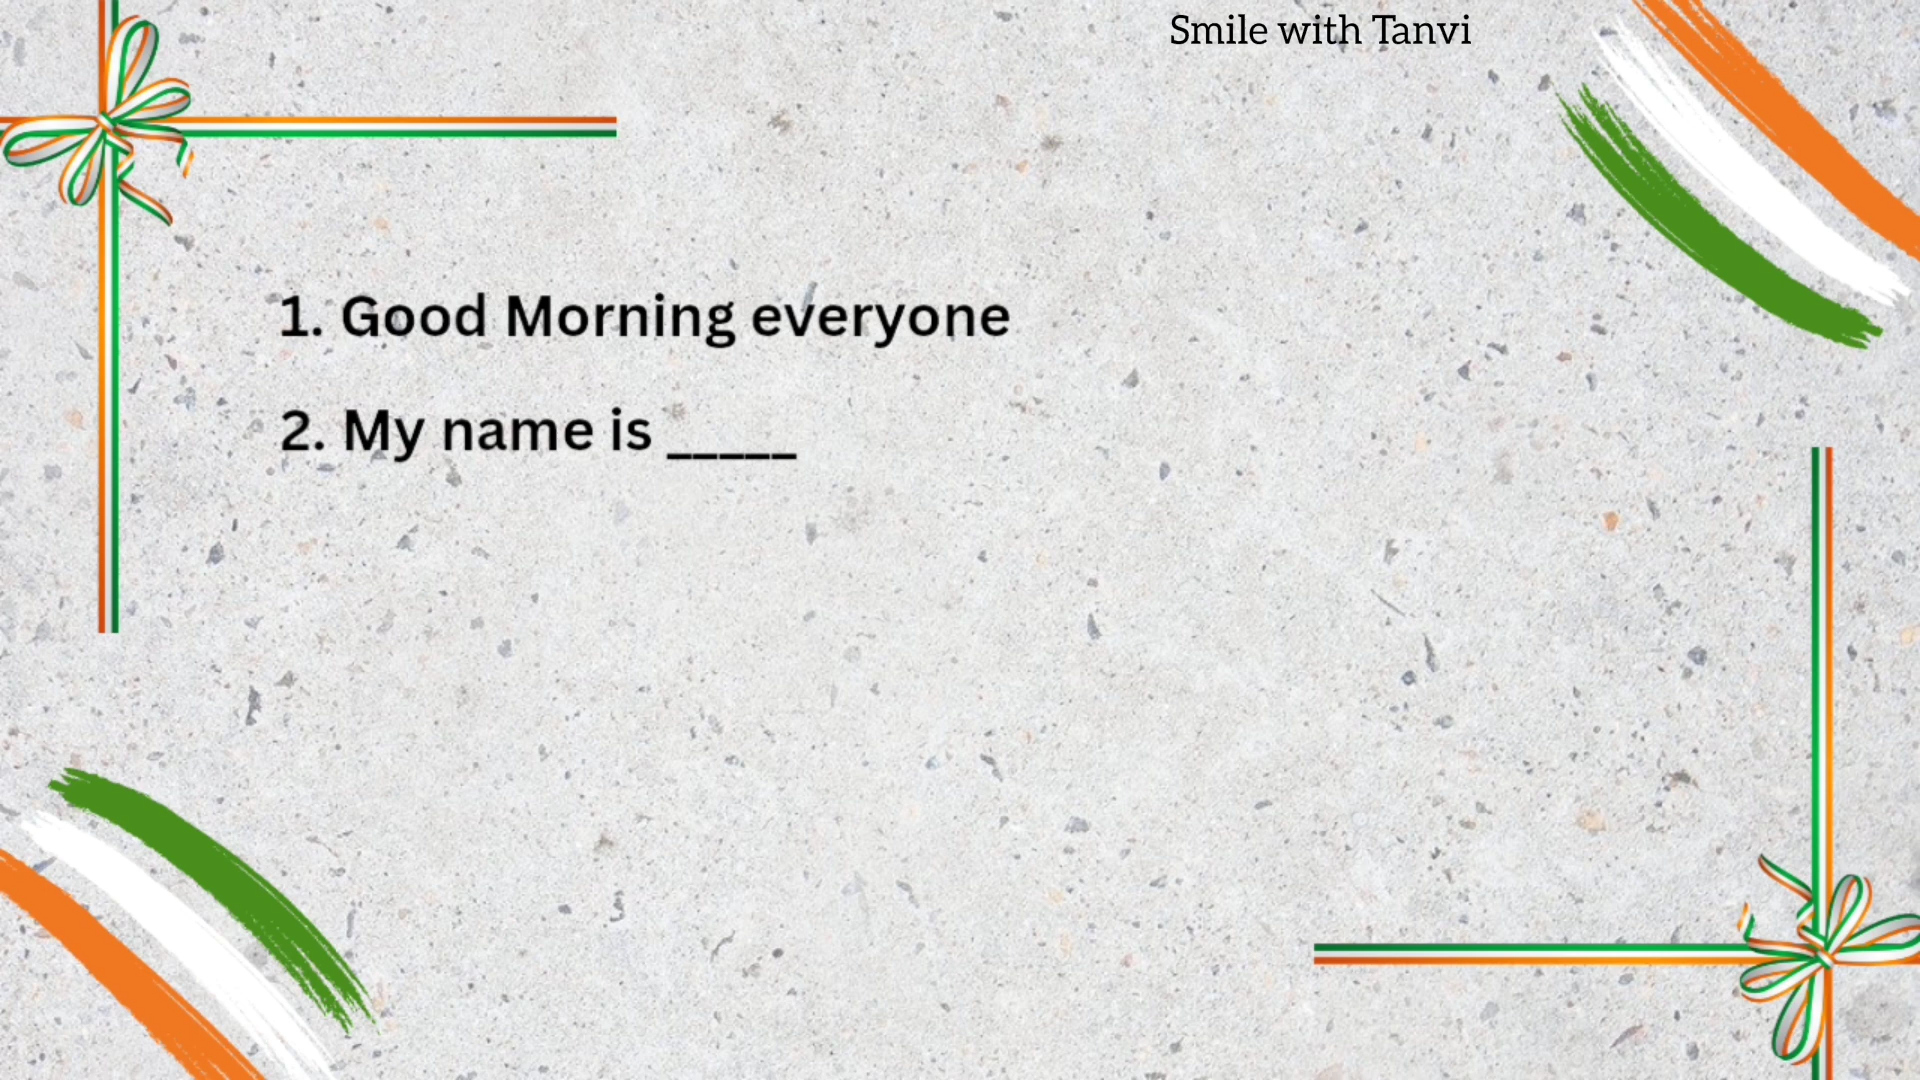 Smile with Tanvi
1. Good Morning everyone
2. My name is _____